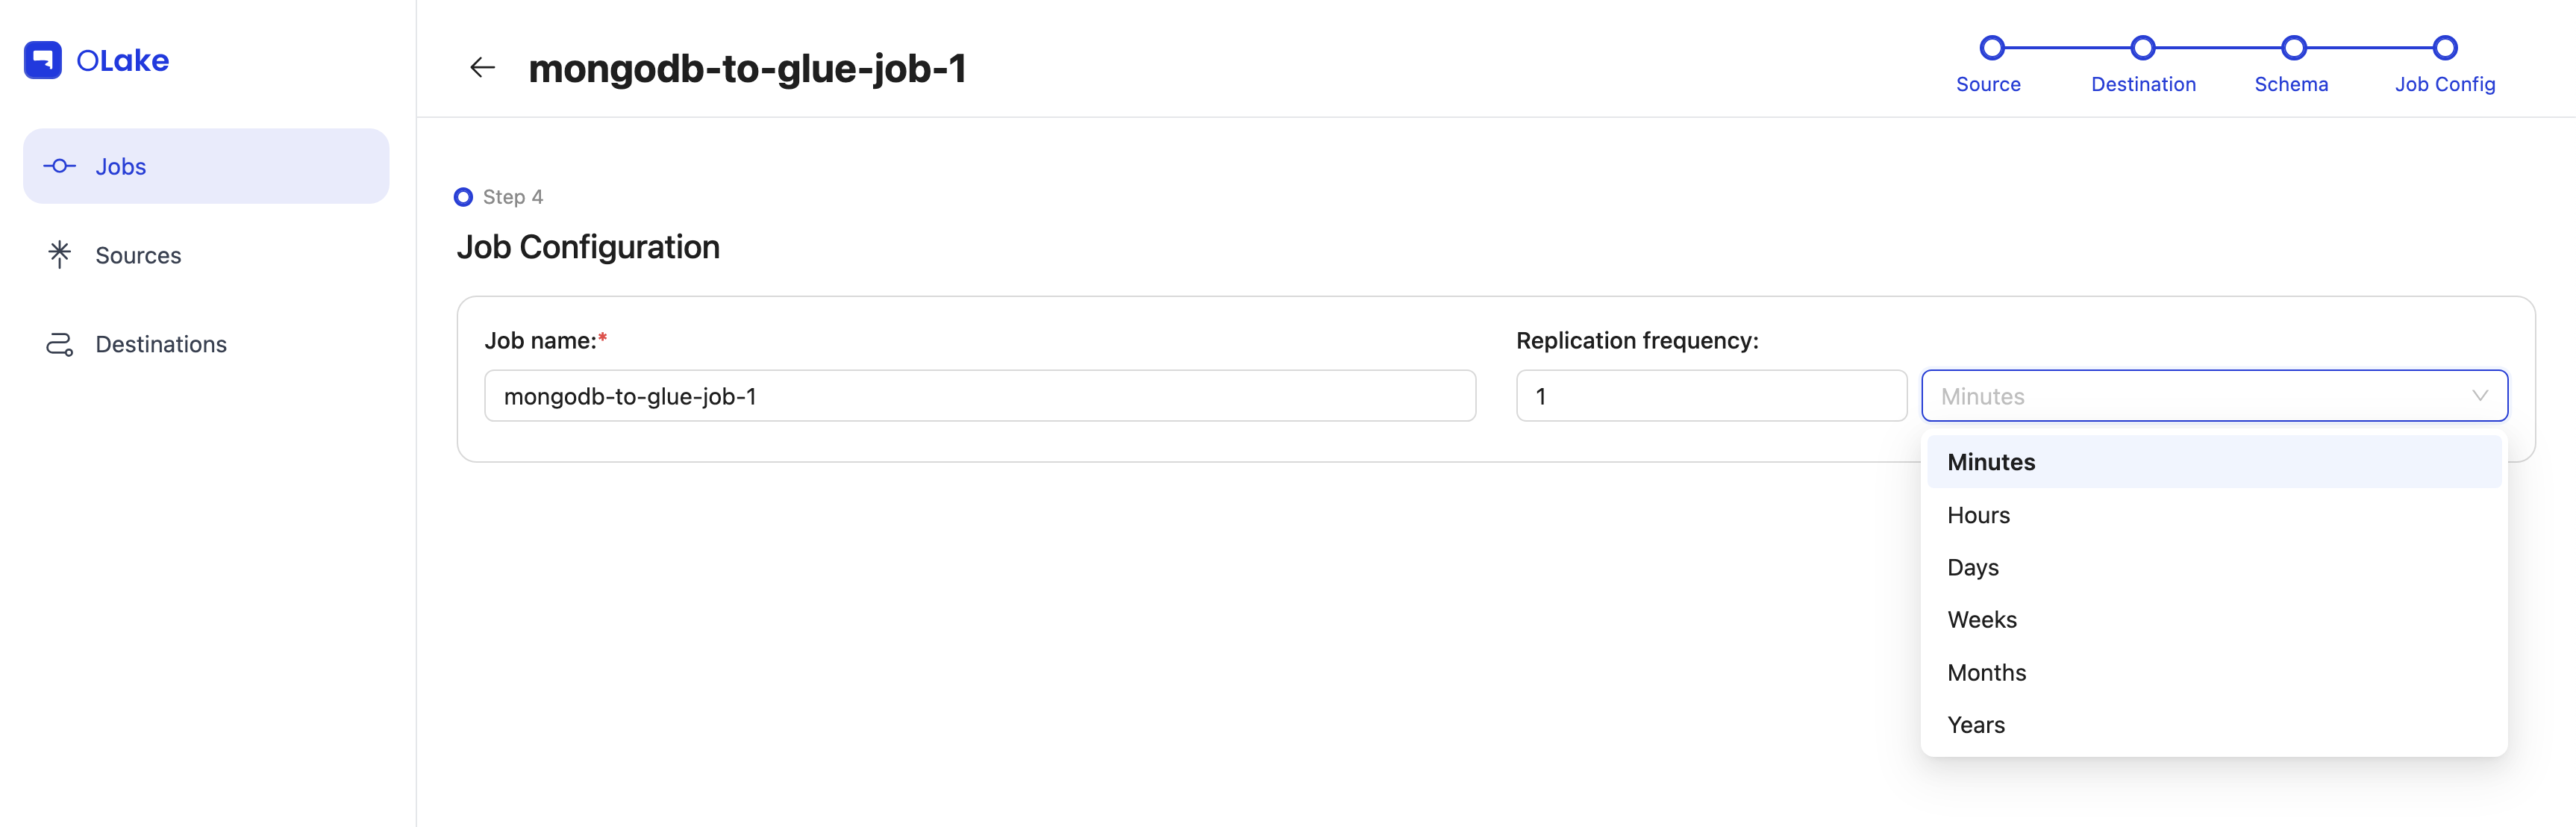 OLake
Jobs
Sources
Destinations
mongodb-to-glue-job-1
Source
Destination
Schema
Job Config
Step 4
Job Configuration
Job name:*
mongodb-to-glue-job-1
Replication frequency:
1
Minutes
Minutes
Hours
Days
Weeks
Months
Years